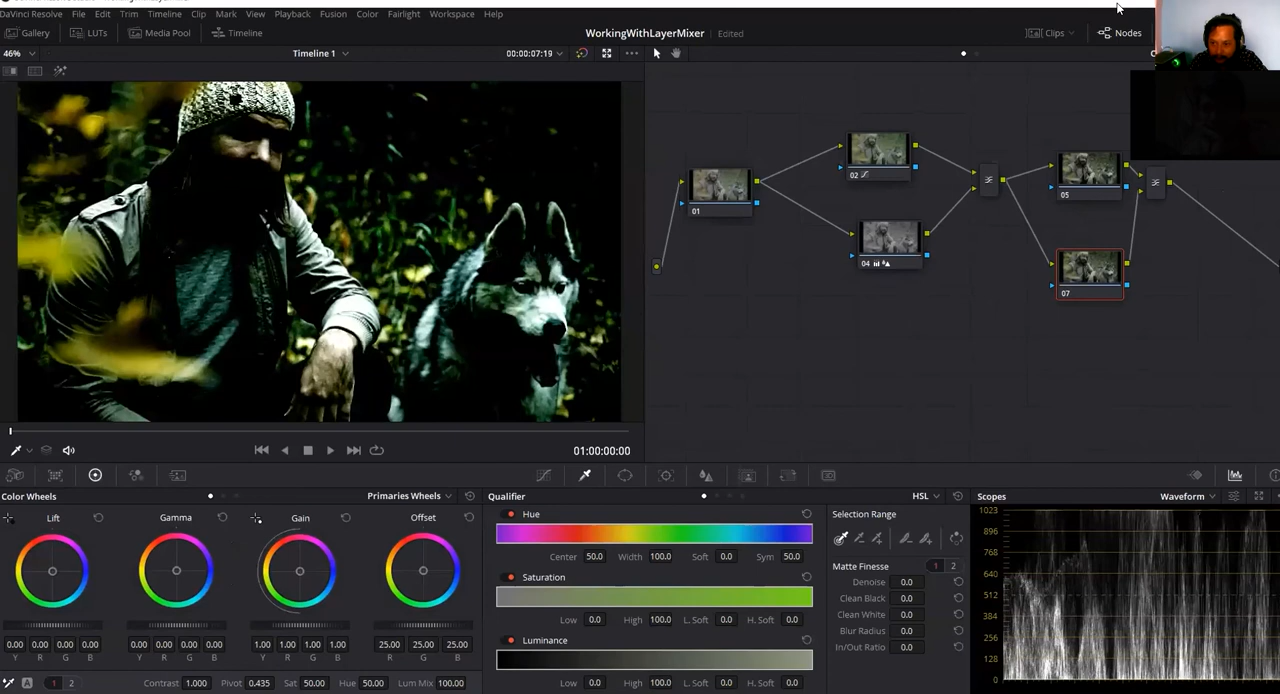 DaVinci Resolve File Edit Trim Timeline Clip Mark View Playback Fusion Color Fairlight Workspace Help
Gallery LUTs Media Pool Timeline WorkingWithLayerMixer Edited Clips Nodes
46% Timeline 1 00:00:07:19
01
02
04
05
07
01:00:00:00
Color Wheels Primaries Wheels
Lift Gamma Gain Offset
0.00 0.00 0.00 0.00 0.00 0.00 0.00 0.00 1.00 1.00 1.00 1.00 25.00 25.00 25.00
Y R G B Y R G B Y R G B R G B
A 1 2 Contrast 1.000 Pivot 0.435 Sat 50.00 Hue 50.00 Lum Mix 100.00
Qualifier HSL
Hue
Center 50.0 Width 100.0 Soft 0.0 Sym 50.0
Saturation
Low 0.0 High 100.0 L. Soft 0.0 H. Soft 0.0
Luminance
Low 0.0 High 100.0 L. Soft 0.0 H. Soft 0.0
Selection Range
Matte Finesse 1 2
Denoise 0.0
Clean Black 0.0
Clean White 0.0
Blur Radius 0.0
In/Out Ratio 0.0
Scopes Waveform
1023
896
768
640
512
384
256
128
0